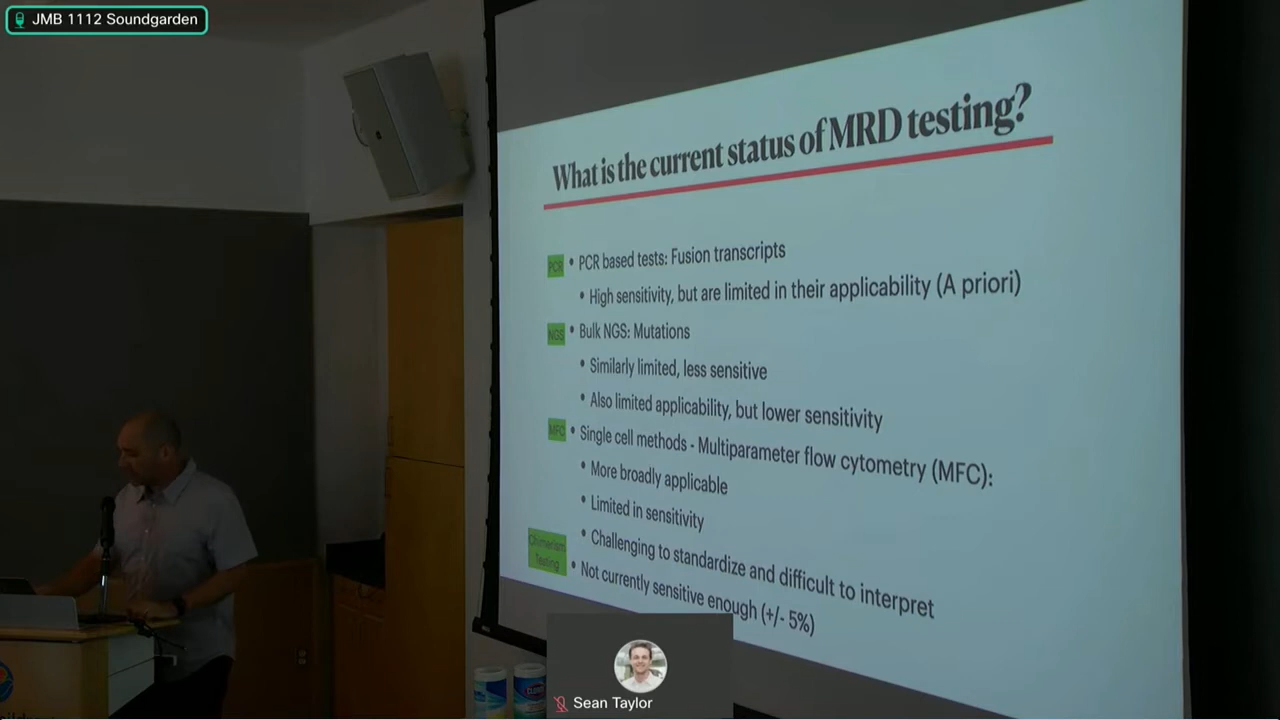 JMB 1112 Soundgarden
What is the current status of MRD testing?
PCR • PCR based tests: Fusion transcripts
• High sensitivity, but are limited in their applicability (A priori)
NGS • Bulk NGS: Mutations
• Similarly limited, less sensitive
• Also limited applicability, but lower sensitivity
MFC • Single cell methods - Multiparameter flow cytometry (MFC):
• More broadly applicable
• Limited in sensitivity
• Challenging to standardize and difficult to interpret
Chimerism
Testing
• Not currently sensitive enough (+/- 5%)
Sean Taylor